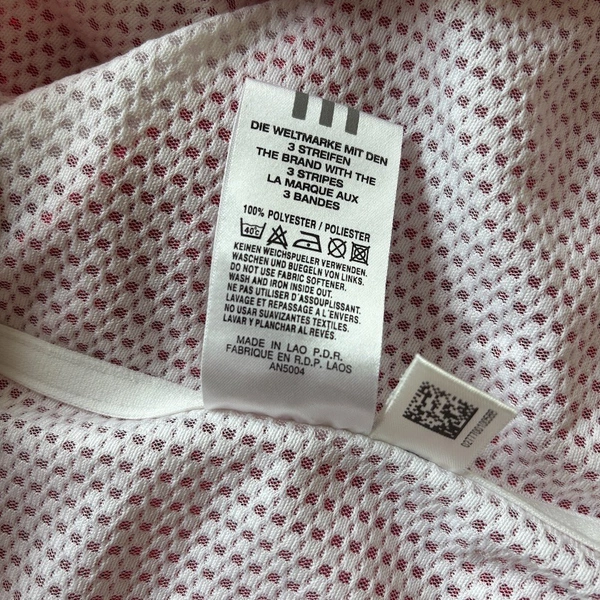 DIE WELTMARKE MIT DEN
3 STREIFEN
THE BRAND WITH THE
3 STRIPES
LA MARQUE AUX
3 BANDES
100% POLYESTER / POLIESTER
40°C
KEINEN WEICHSPUELER VERWENDEN.
WASCHEN UND BUEGELN VON LINKS.
DO NOT USE FABRIC SOFTENER.
WASH AND IRON INSIDE OUT.
NE PAS UTILISER D'ASSOUPLISSANT.
LAVAGE ET REPASSAGE A L'ENVERS.
NO USAR SUAVIZANTES TEXTILES.
LAVAR Y PLANCHAR AL REVÉS.
MADE IN LAO P.D.R.
FABRIQUE EN R.D.P. LAOS
AN5004